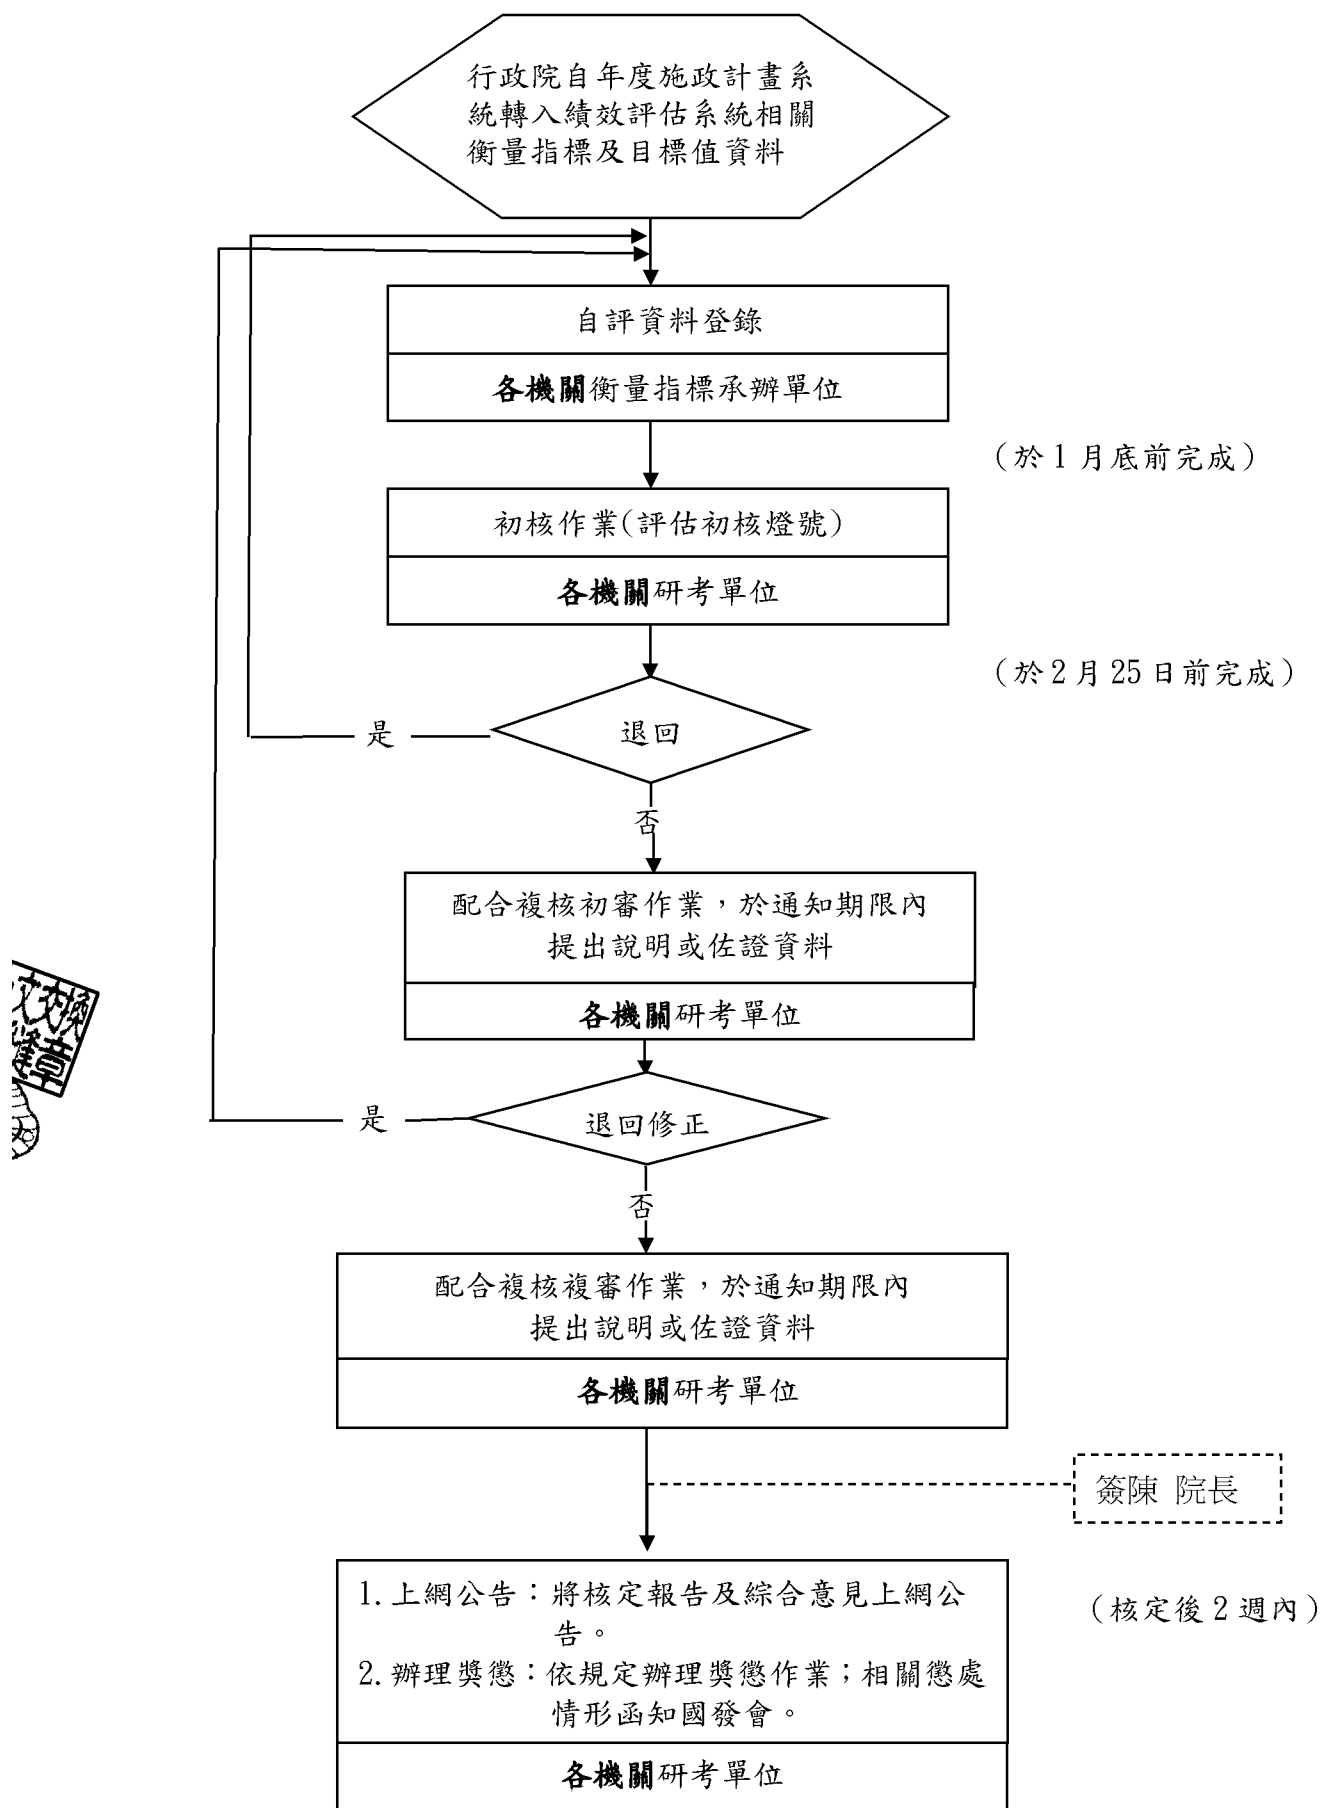 行政院自年度施政計畫系
統轉入績效評估系統相關
衡量指標及目標值資料
自評資料登錄
各機關衡量指標承辦單位
（於1月底前完成）
初核作業(評估初核燈號)
各機關研考單位
（於2月25日前完成）
退回
是
否
配合複核初審作業，於通知期限內
提出說明或佐證資料
各機關研考單位
文交換
章
退回修正
是
否
配合複核複審作業，於通知期限內
提出說明或佐證資料
各機關研考單位
簽陳 院長
1.上網公告：將核定報告及綜合意見上網公
告。
（核定後2週內）
2.辦理獎懲：依規定辦理獎懲作業；相關懲處
情形函知國發會。
各機關研考單位